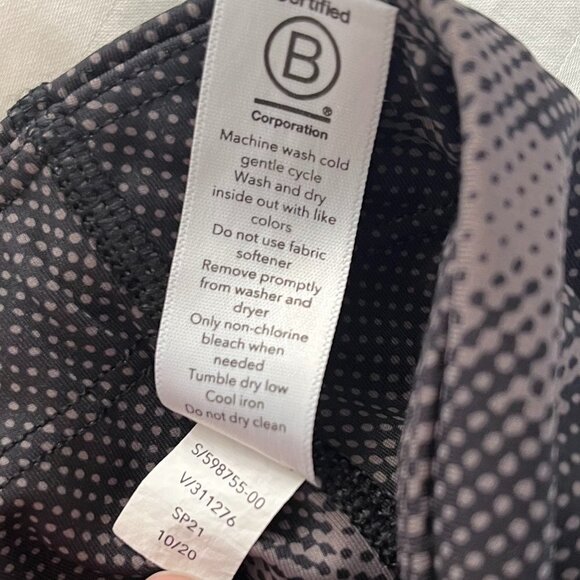 Certified
B
®
Corporation
Machine wash cold
gentle cycle
Wash and dry
inside out with like
colors
Do not use fabric
softener
Remove promptly
from washer and
dryer
Only non-chlorine
bleach when
needed
Tumble dry low
Cool iron
Do not dry clean
S/598755-00
V/311276
SP21
10/20